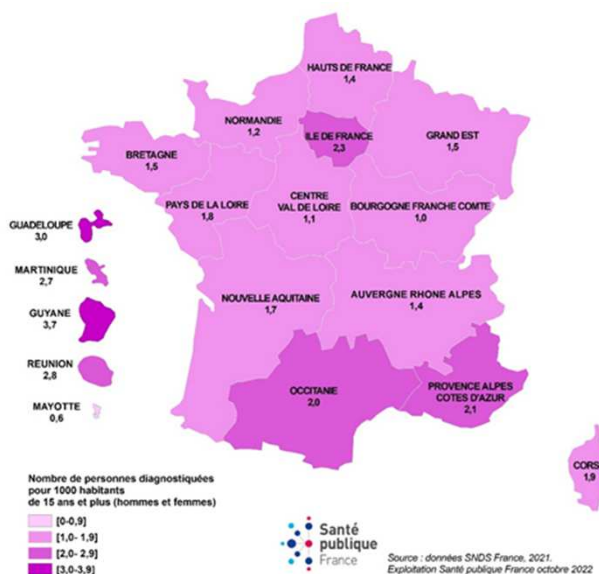 HAUTS DE FRANCE
1,4
NORMANDIE
1,2
ILE DE FRANCE
2,3
GRAND EST
1,5
BRETAGNE
1,5
PAYS DE LA LOIRE
1,8
CENTRE
VAL DE LOIRE
1,1
BOURGOGNE FRANCHE COMTE
1,0
GUADELOUPE
3,0
MARTINIQUE
2,7
GUYANE
3,7
REUNION
2,8
MAYOTTE
0,6
NOUVELLE AQUITAINE
1,7
AUVERGNE RHONE ALPES
1,4
OCCITANIE
2,0
PROVENCE ALPES
COTES D'AZUR
2,1
CORS
1,9
Nombre de personnes diagnostiquées
pour 1000 habitants
de 15 ans et plus (hommes et femmes)
[0-0,9]
[1,0- 1,9]
[2,0- 2,9]
[3,0-3,9]
Santé
publique
France
Source : données SNDS France, 2021.
Exploitation Santé publique France octobre 2022